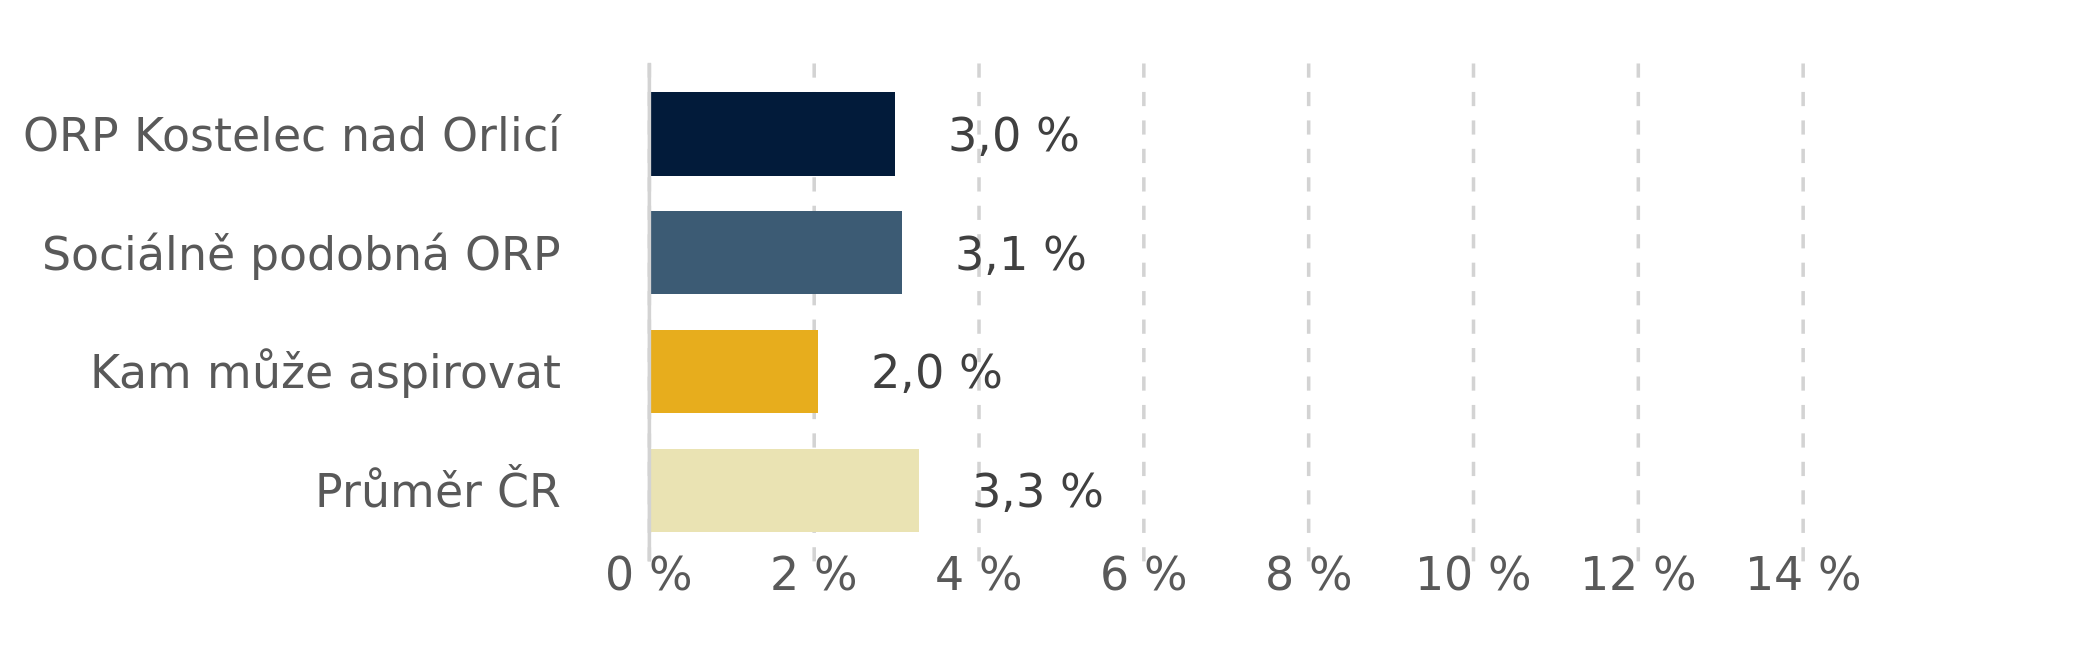 ORP Kostelec nad Orlicí 3,0 %
Sociálně podobná ORP 3,1 %
Kam může aspirovat 2,0 %
Průměr ČR 3,3 %
0 % 2 % 4 % 6 % 8 % 10 % 12 % 14 %